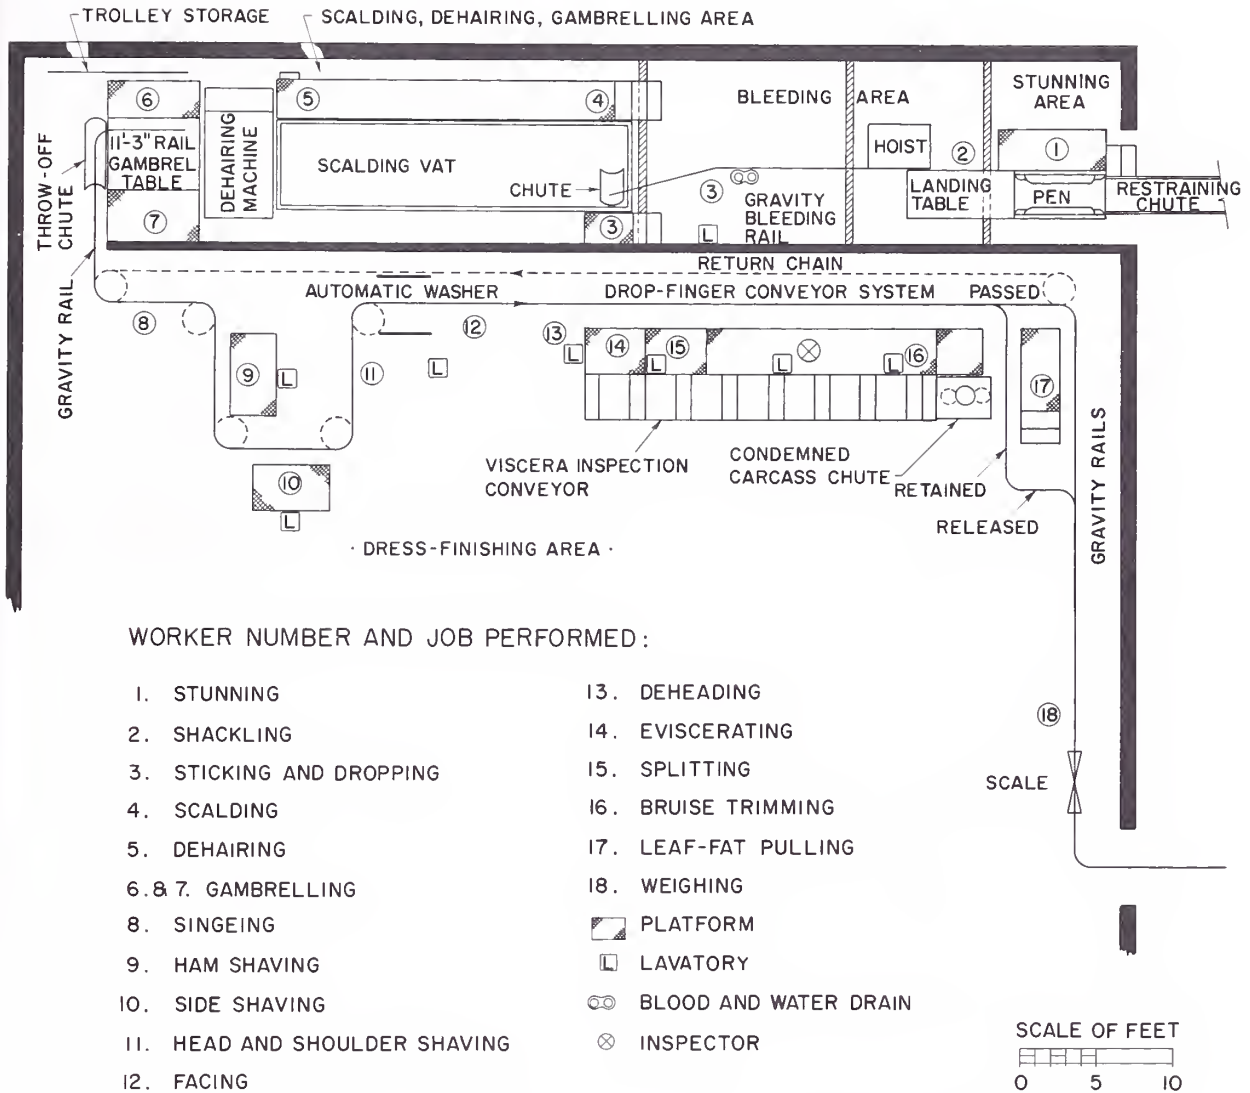 TROLLEY STORAGE
SCALDING, DEHAIRING, GAMBRELLING AREA
STUNNING
AREA
BLEEDING AREA
6
5
4
THROW-OFF
CHUTE
11'-3" RAIL
GAMBREL
TABLE
DEHAIRING
MACHINE
SCALDING VAT
CHUTE
HOIST
2
1
3
GRAVITY
BLEEDING
RAIL
LANDING
TABLE
PEN
RESTRAINING
CHUTE
7
3
L
RETURN CHAIN
GRAVITY RAIL
AUTOMATIC WASHER
DROP-FINGER CONVEYOR SYSTEM
PASSED
8
12
13
14
15
16
9
L
11
L
L
L
L
L
17
10
L
VISCERA INSPECTION
CONVEYOR
CONDEMNED
CARCASS CHUTE
RETAINED
RELEASED
GRAVITY RAILS
· DRESS-FINISHING AREA ·
WORKER NUMBER AND JOB PERFORMED:
1. STUNNING
2. SHACKLING
3. STICKING AND DROPPING
4. SCALDING
5. DEHAIRING
6.&7. GAMBRELLING
8. SINGEING
9. HAM SHAVING
10. SIDE SHAVING
11. HEAD AND SHOULDER SHAVING
12. FACING
13. DEHEADING
14. EVISCERATING
15. SPLITTING
16. BRUISE TRIMMING
17. LEAF-FAT PULLING
18. WEIGHING
PLATFORM
L LAVATORY
BLOOD AND WATER DRAIN
INSPECTOR
18
SCALE
SCALE OF FEET
0 5 10